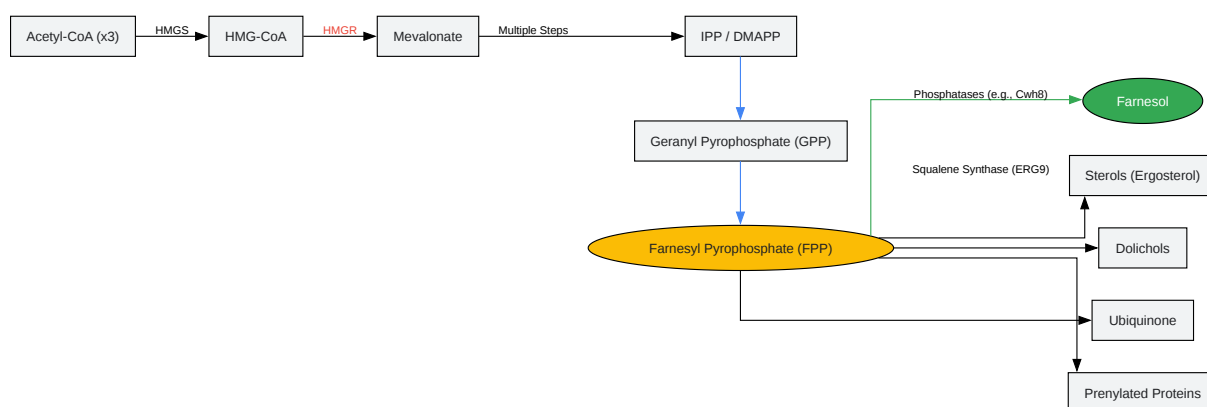 Acetyl-CoA (x3)
HMGS
HMG-CoA
HMGR
Mevalonate
Multiple Steps
IPP / DMAPP
Phosphatases (e.g., Cwh8)
Farnesol
Geranyl Pyrophosphate (GPP)
Squalene Synthase (ERG9)
Sterols (Ergosterol)
Farnesyl Pyrophosphate (FPP)
Dolichols
Ubiquinone
Prenylated Proteins